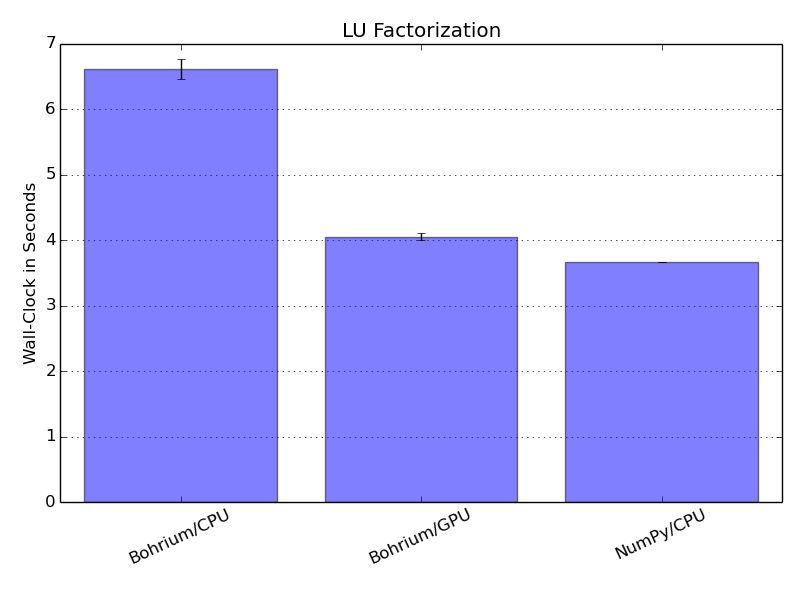 LU Factorization
Wall-Clock in Seconds
7
6
5
4
3
2
1
0
Bohrium/CPU
Bohrium/GPU
NumPy/CPU